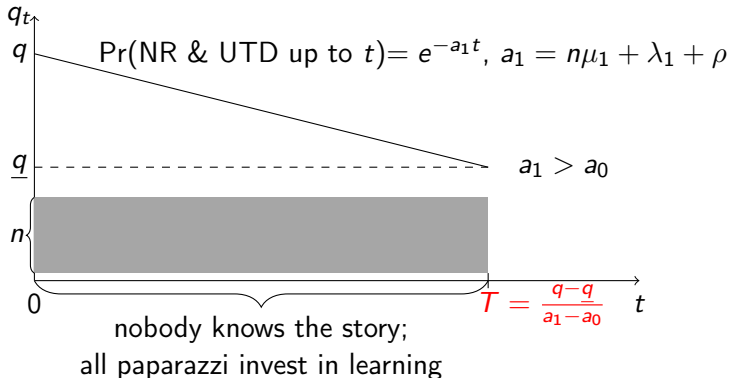 q_t
q
Pr(NR & UTD up to t)= e^{-a_1 t}, a_1 = nμ_1 + λ_1 + ρ
q̲
a_1 > a_0
n
0
T = \frac{q-q̲}{a_1-a_0}
t
nobody knows the story;
all paparazzi invest in learning